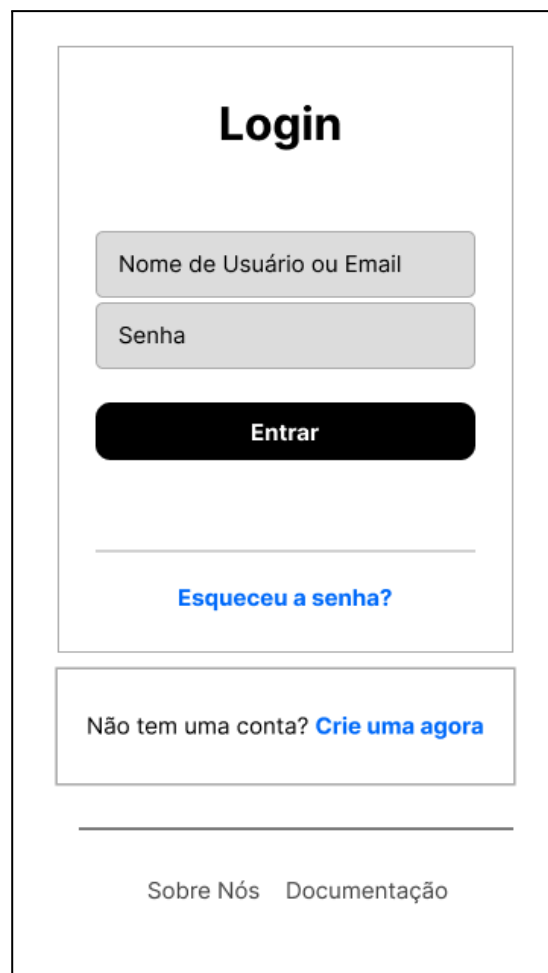 Login
Nome de Usuário ou Email
Senha
Entrar
Esqueceu a senha?
Não tem uma conta? Crie uma agora
Sobre Nós Documentação